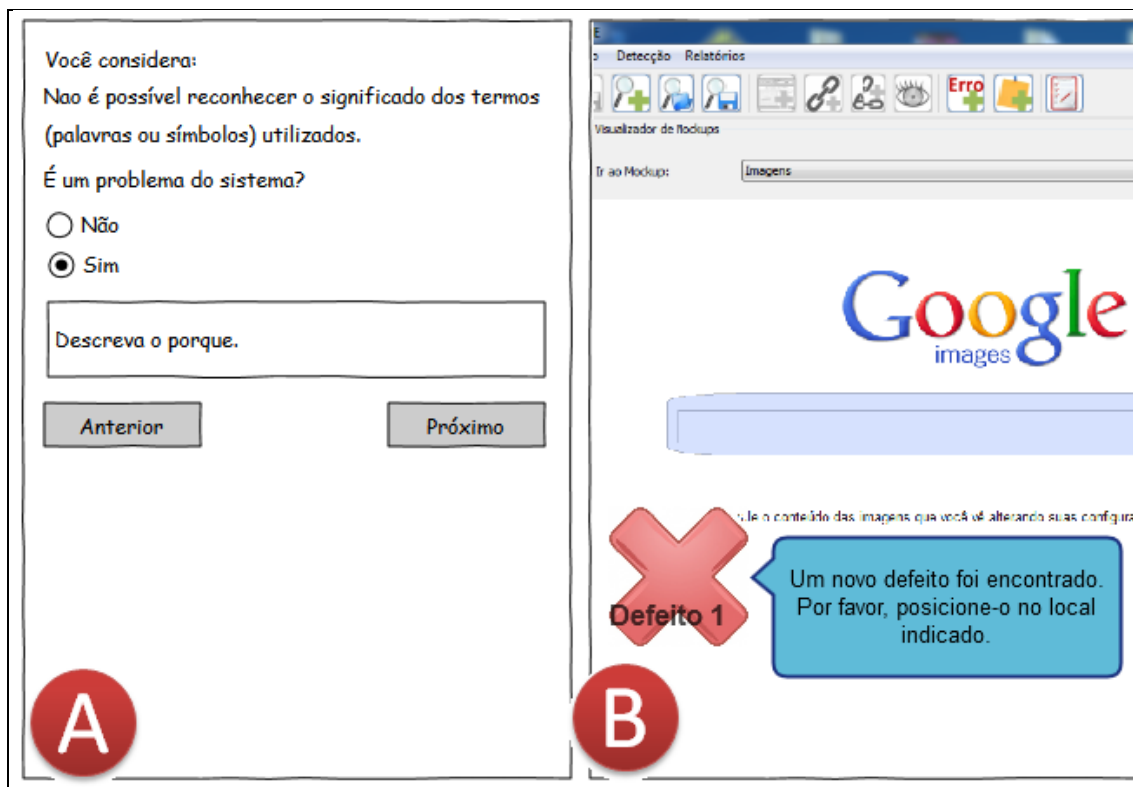 Você considera:
Nao é possível reconhecer o significado dos termos
(palavras ou símbolos) utilizados.
É um problema do sistema?
Não
Sim
Descreva o porque.
Anterior
Próximo
A
Detecção Relatórios
Erro
Visualizador de Mockups
Ir ao Mockup:
Imagens
Google
images
o conteúdo das imagens que você vê alterando suas configura
Defeito 1
Um novo defeito foi encontrado.
Por favor, posicione-o no local
indicado.
B